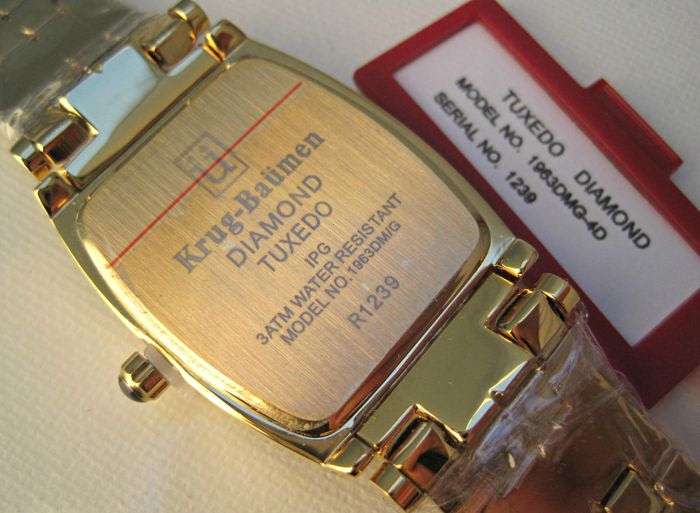 ü
Krug-Baümen
DIAMOND
TUXEDO
IPG
3ATM WATER RESISTANT
MODEL NO. 1963DM/G
R1239
TUXEDO DIAMOND
MODEL NO. 1963DMG-4D
SERIAL NO. 1239